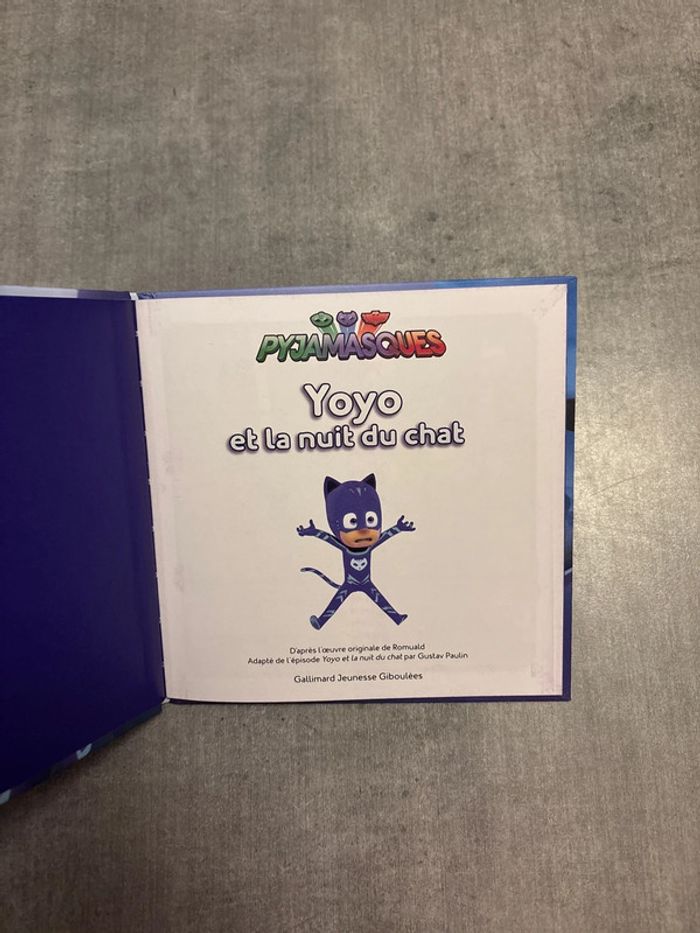 PYJAMASQUES
Yoyo
et la nuit du chat
D'après l'œuvre originale de Romuald
Adapté de l'épisode Yoyo et la nuit du chat par Gustav Paulin
Gallimard Jeunesse Giboulées